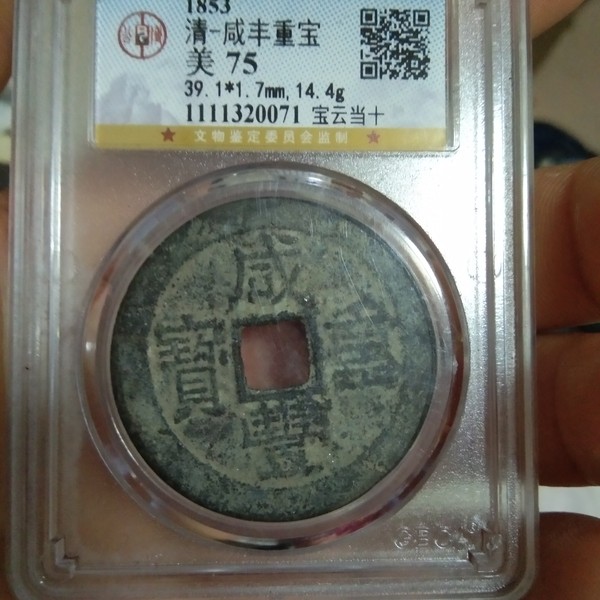 1853
清-咸丰重宝
美 75
39.1*1.7mm,14.4g
1111320071 宝云当十
文物鉴定委员会监制
咸
豐
重
寶